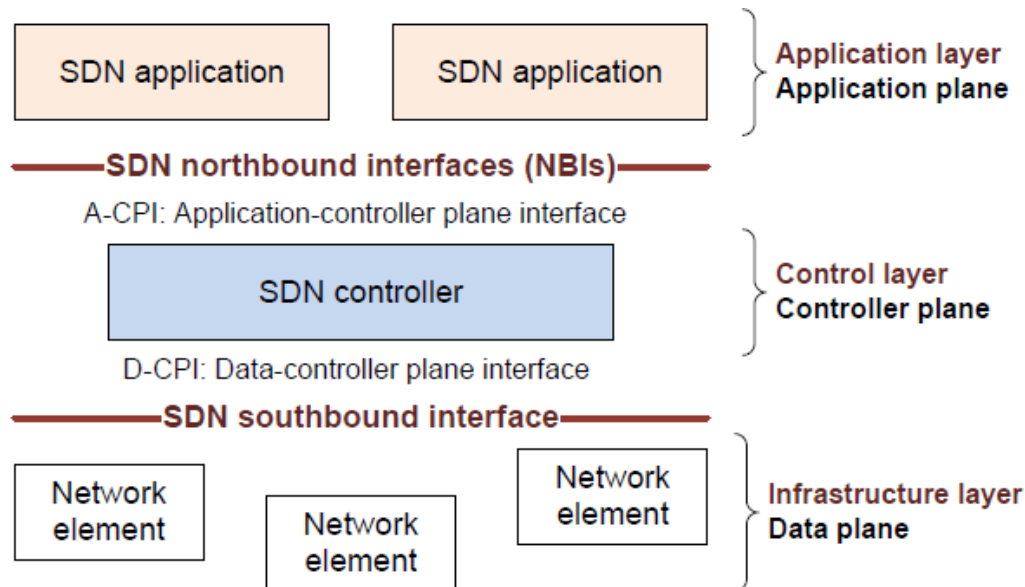 SDN application
SDN application
Application layer
Application plane
SDN northbound interfaces (NBIs)
A-CPI: Application-controller plane interface
SDN controller
Control layer
Controller plane
D-CPI: Data-controller plane interface
SDN southbound interface
Network
element
Network
element
Network
element
Infrastructure layer
Data plane